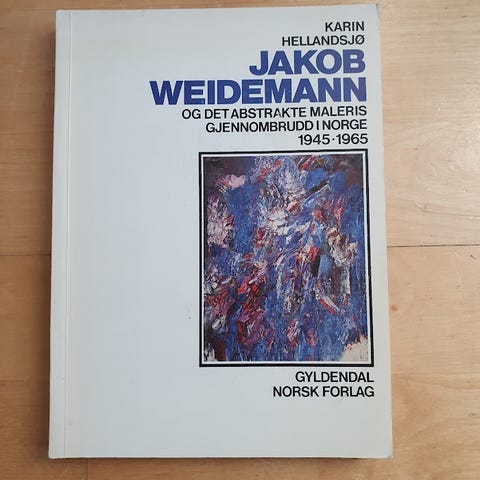 KARIN
HELLANDSJØ
JAKOB
WEIDEMANN
OG DET ABSTRAKTE MALERIS
GJENNOMBRUDD I NORGE
1945·1965
GYLDENDAL
NORSK FORLAG